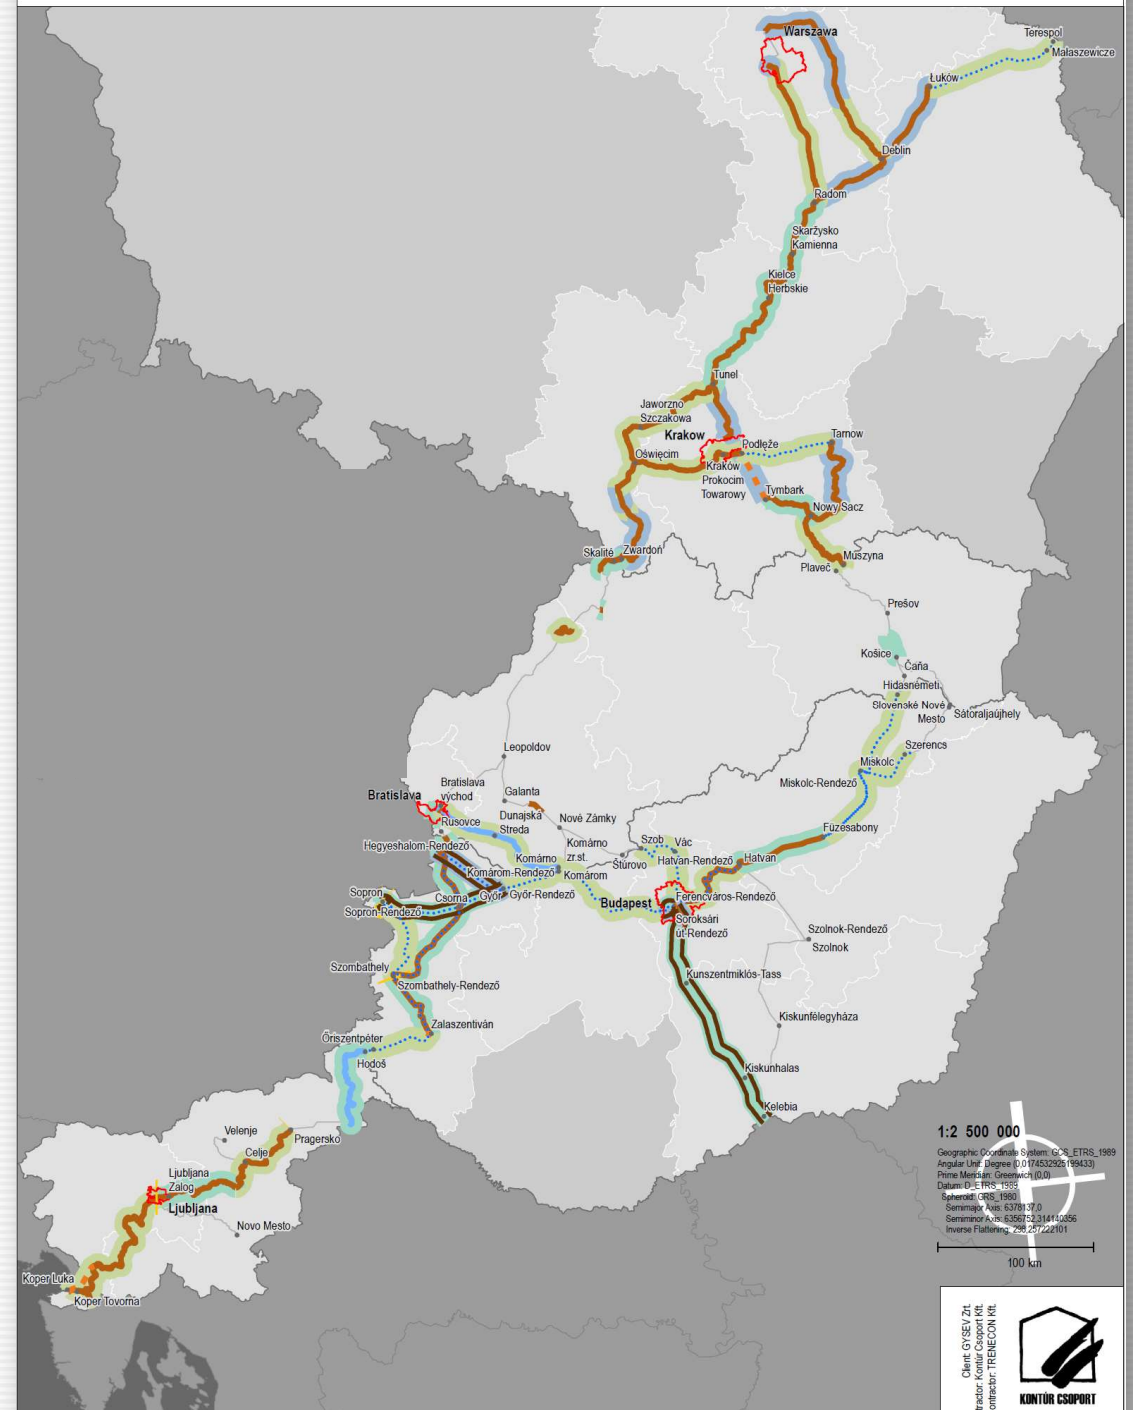 Warszawa
Terespol
Małaszewicze
Łuków
Deblin
Radom
Skaržysko
Kamienna
Kielce
Herbskie
Tunel
Jaworzno
Szczakowa
Krakow
Podłęże
Tarnow
Oświęcim
Kraków
Prokocim
Towarowy
Tymbark
Nowy Sacz
Skalité
Zwardoń
Muszyna
Plaveč
Prešov
Košice
Čaňa
Hidasnémeti
Slovenské Nové
Mesto
Sátoraljaújhely
Szerencs
Leopoldov
Miskolc
Miskolc-Rendező
Bratislava
Bratislava
východ
Galanta
Rusovce
Dunajská
Streda
Nové Zámky
Füzesabony
Hegyeshalom-Rendező
Komárno
zr.st.
Szob
Vác
Štúrovo
Hatvan-Rendező
Hatvan
Komárno
Komárom-Rendező
Komárom
Sopron
Csorna
Győr
Győr-Rendező
Ferencváros-Rendező
Sopron-Rendező
Budapest
Soroksári
út-Rendező
Szolnok-Rendező
Szolnok
Szombathely
Szombathely-Rendező
Kunszentmiklós-Tass
Zalaszentiván
Kiskunfélegyháza
Őriszentpéter
Hodoš
Kiskunhalas
Kelebia
Velenje
Pragersko
Celje
Ljubljana
Zalog
Ljubljana
Novo Mesto
Koper Luka
Koper Tovorna
1:2 500 000
Geographic Coordinate System: GCS_ETRS_1989
Angular Unit: Degree (0,0174532925199433)
Prime Meridian: Greenwich (0,0)
Datum: D_ETRS_1989
Spheroid: GRS_1980
Semimajor Axis: 6378137,0
Semiminor Axis: 6356752,314140356
Inverse Flattening: 298,257222101
100 km
Client: GYSEV Zrt.
tractor: Kontúr Csoport Kft.
ontractor: TRENECON Kft.
KONTÚR CSOPORT